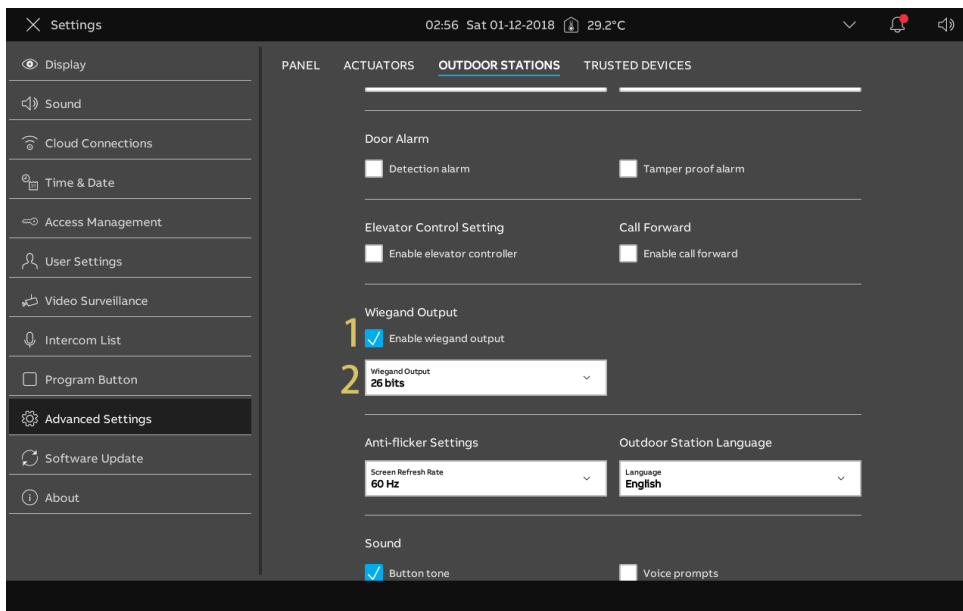 Settings
02:56 Sat 01-12-2018 29.2°C
Display
Sound
Cloud Connections
Time & Date
Access Management
User Settings
Video Surveillance
Intercom List
Program Button
Advanced Settings
Software Update
About
PANEL ACTUATORS OUTDOOR STATIONS TRUSTED DEVICES
Door Alarm
Detection alarm Tamper proof alarm
Elevator Control Setting Call Forward
Enable elevator controller Enable call forward
Wiegand Output
1 Enable wiegand output
2 Wiegand Output
26 bits
Anti-flicker Settings Outdoor Station Language
Screen Refresh Rate Language
60 Hz English
Sound
Button tone Voice prompts